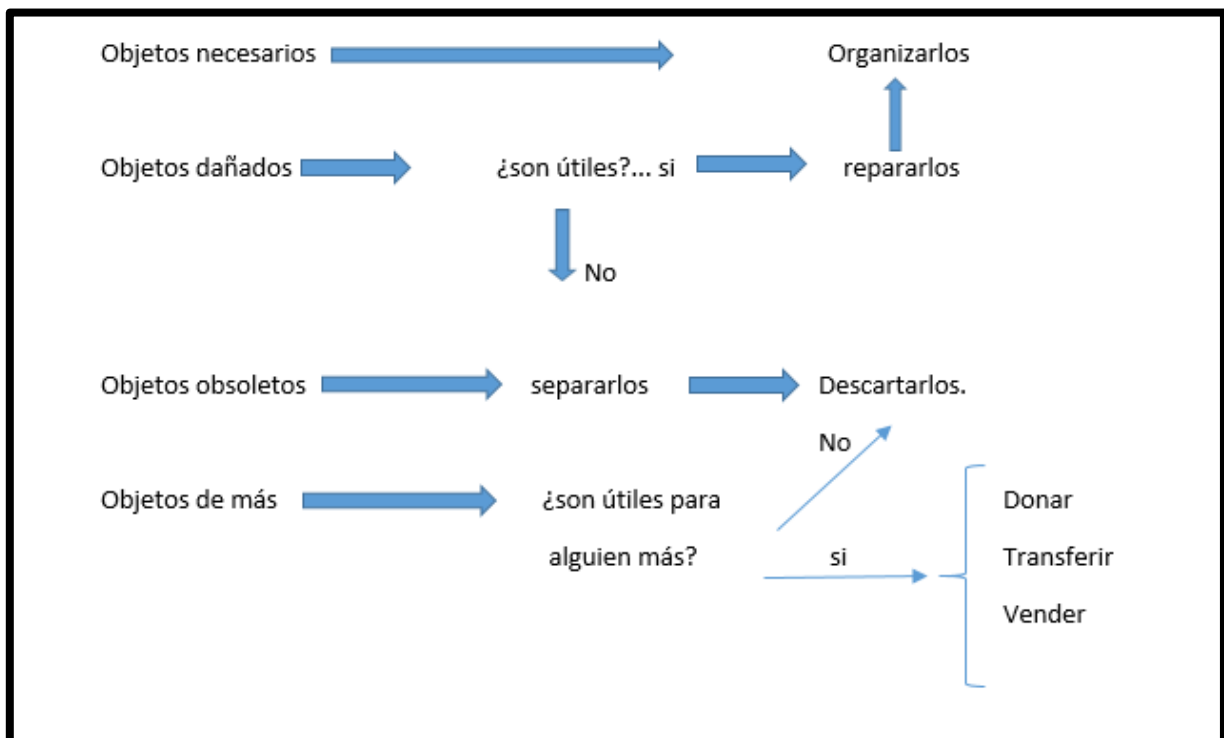 Objetos necesarios Organizarlos
Objetos dañados ¿son útiles?... si repararlos
No
Objetos obsoletos separarlos Descartarlos.
No
Objetos de más ¿son útiles para Donar
alguien más? si Transferir
Vender